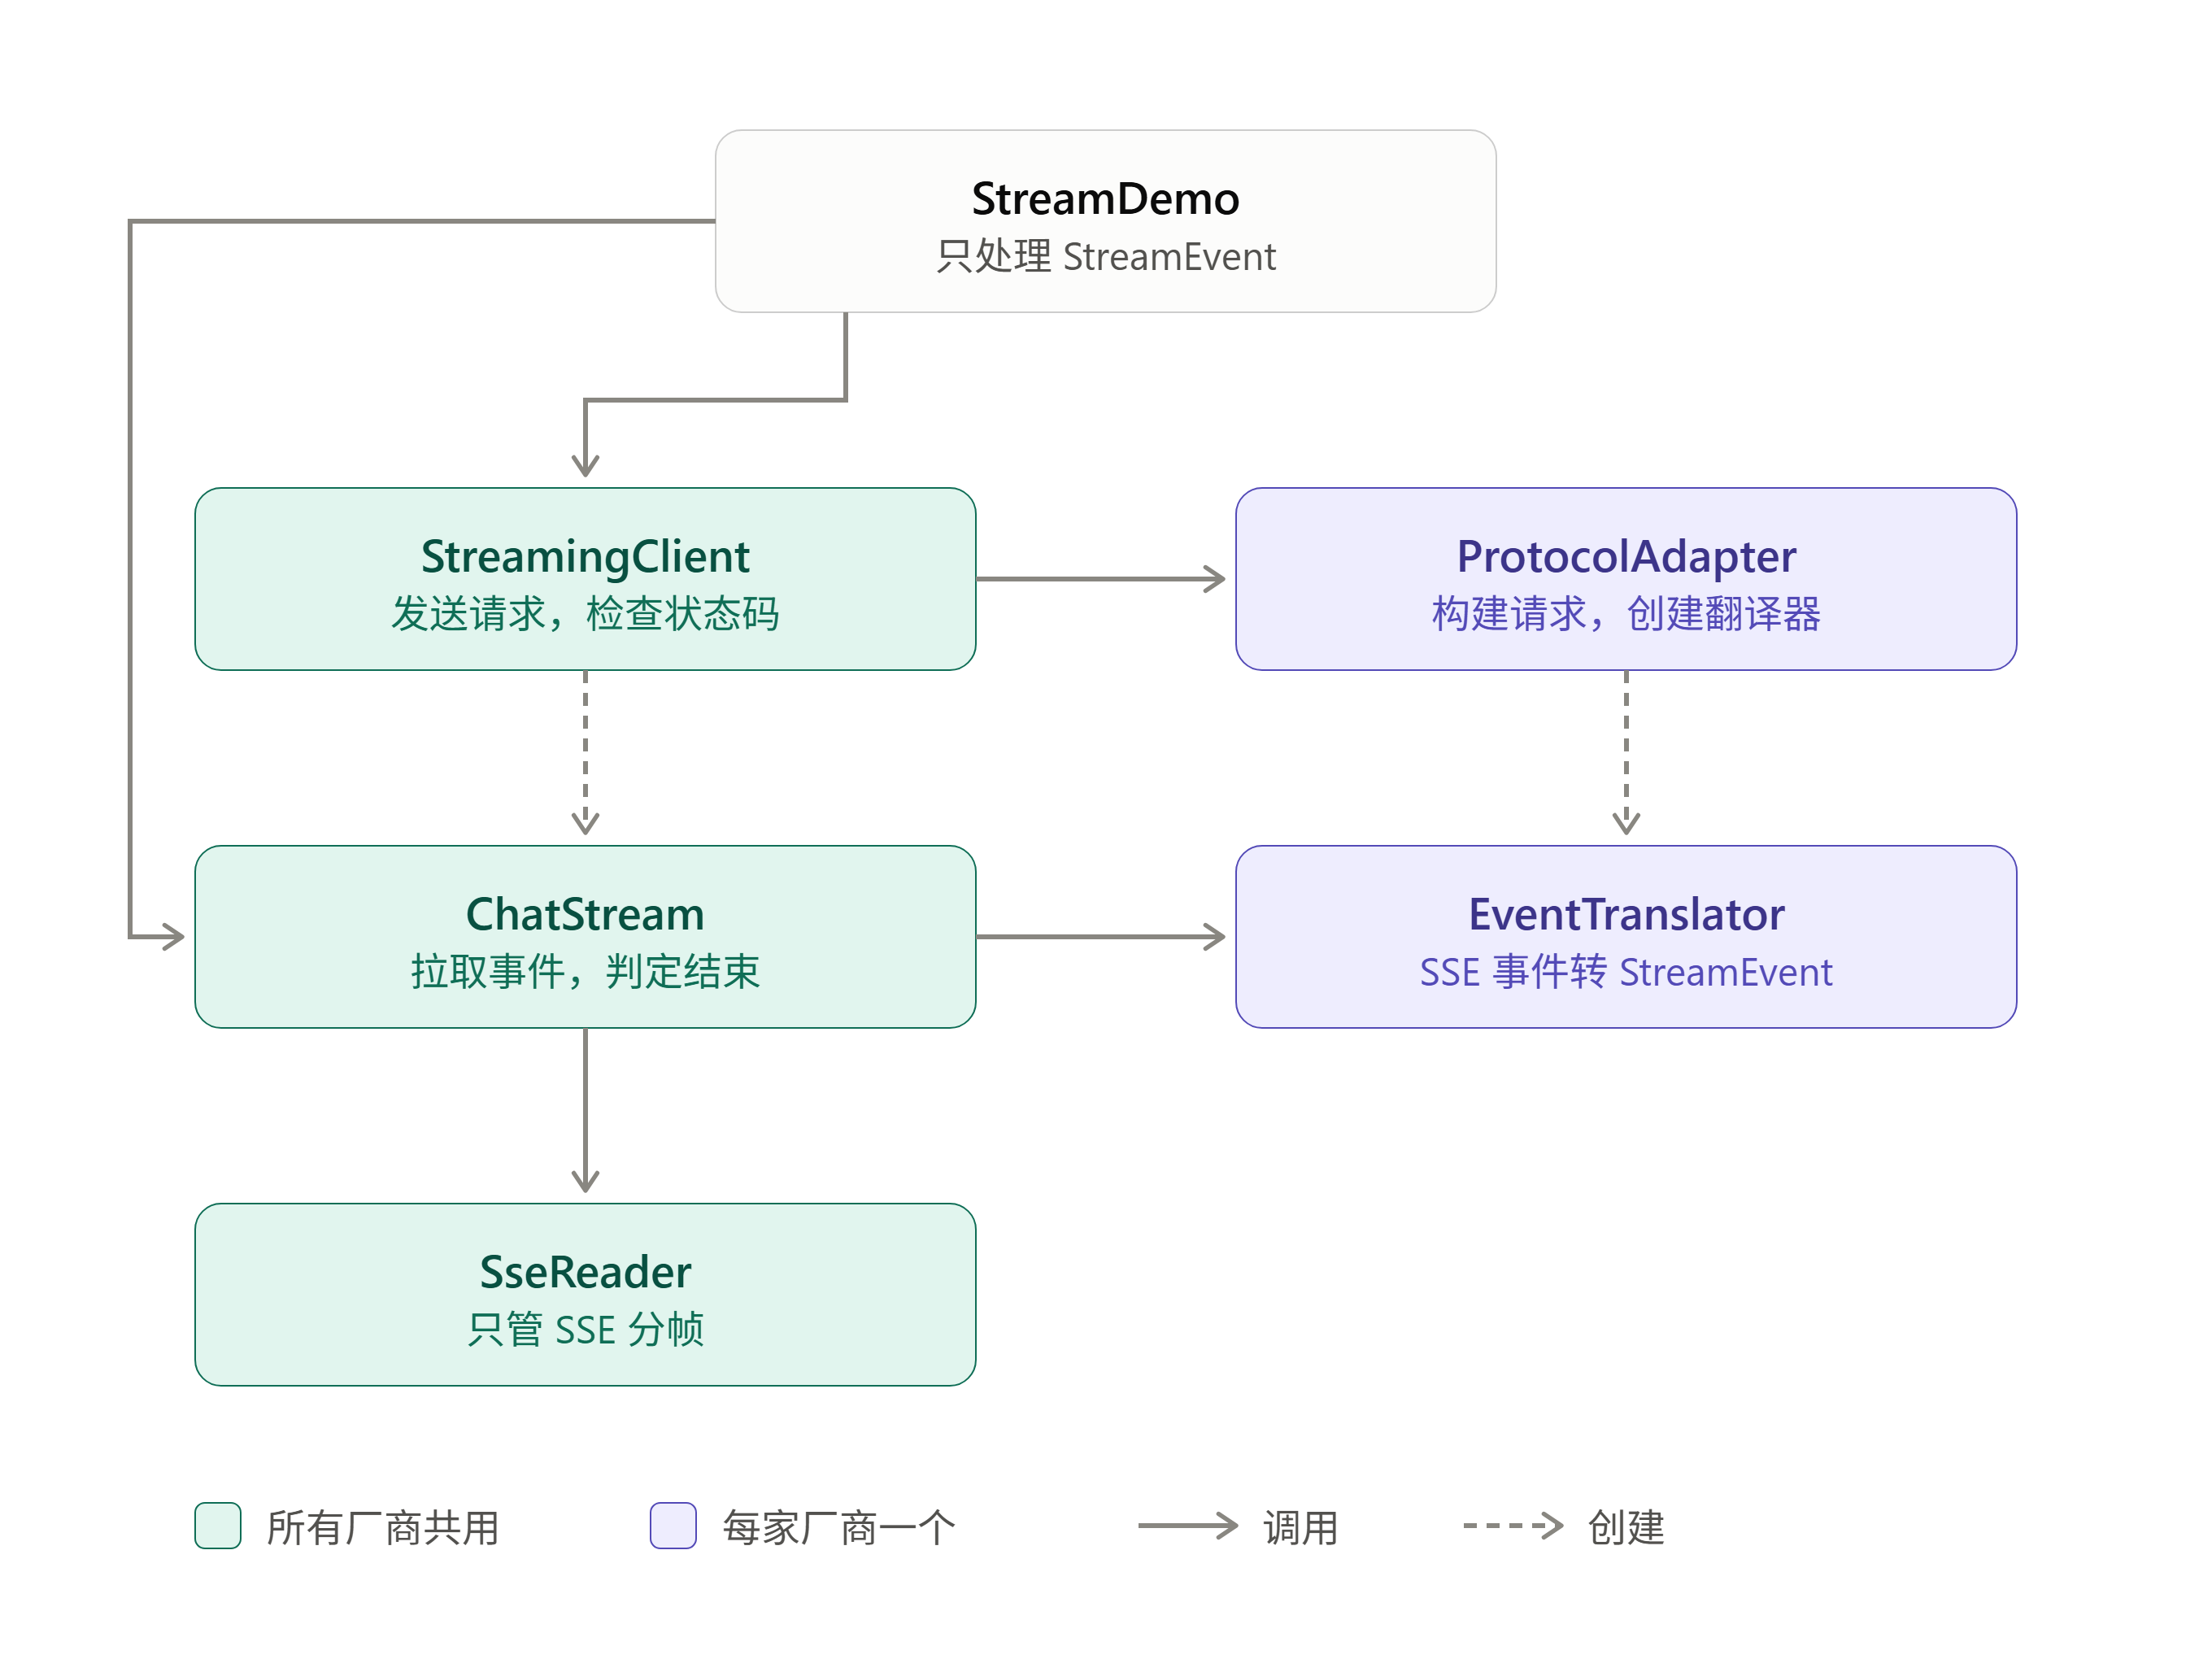 StreamDemo
只处理 StreamEvent
StreamingClient
发送请求，检查状态码
ProtocolAdapter
构建请求，创建翻译器
ChatStream
拉取事件，判定结束
EventTranslator
SSE 事件转 StreamEvent
SseReader
只管 SSE 分帧
所有厂商共用
每家厂商一个
调用
创建